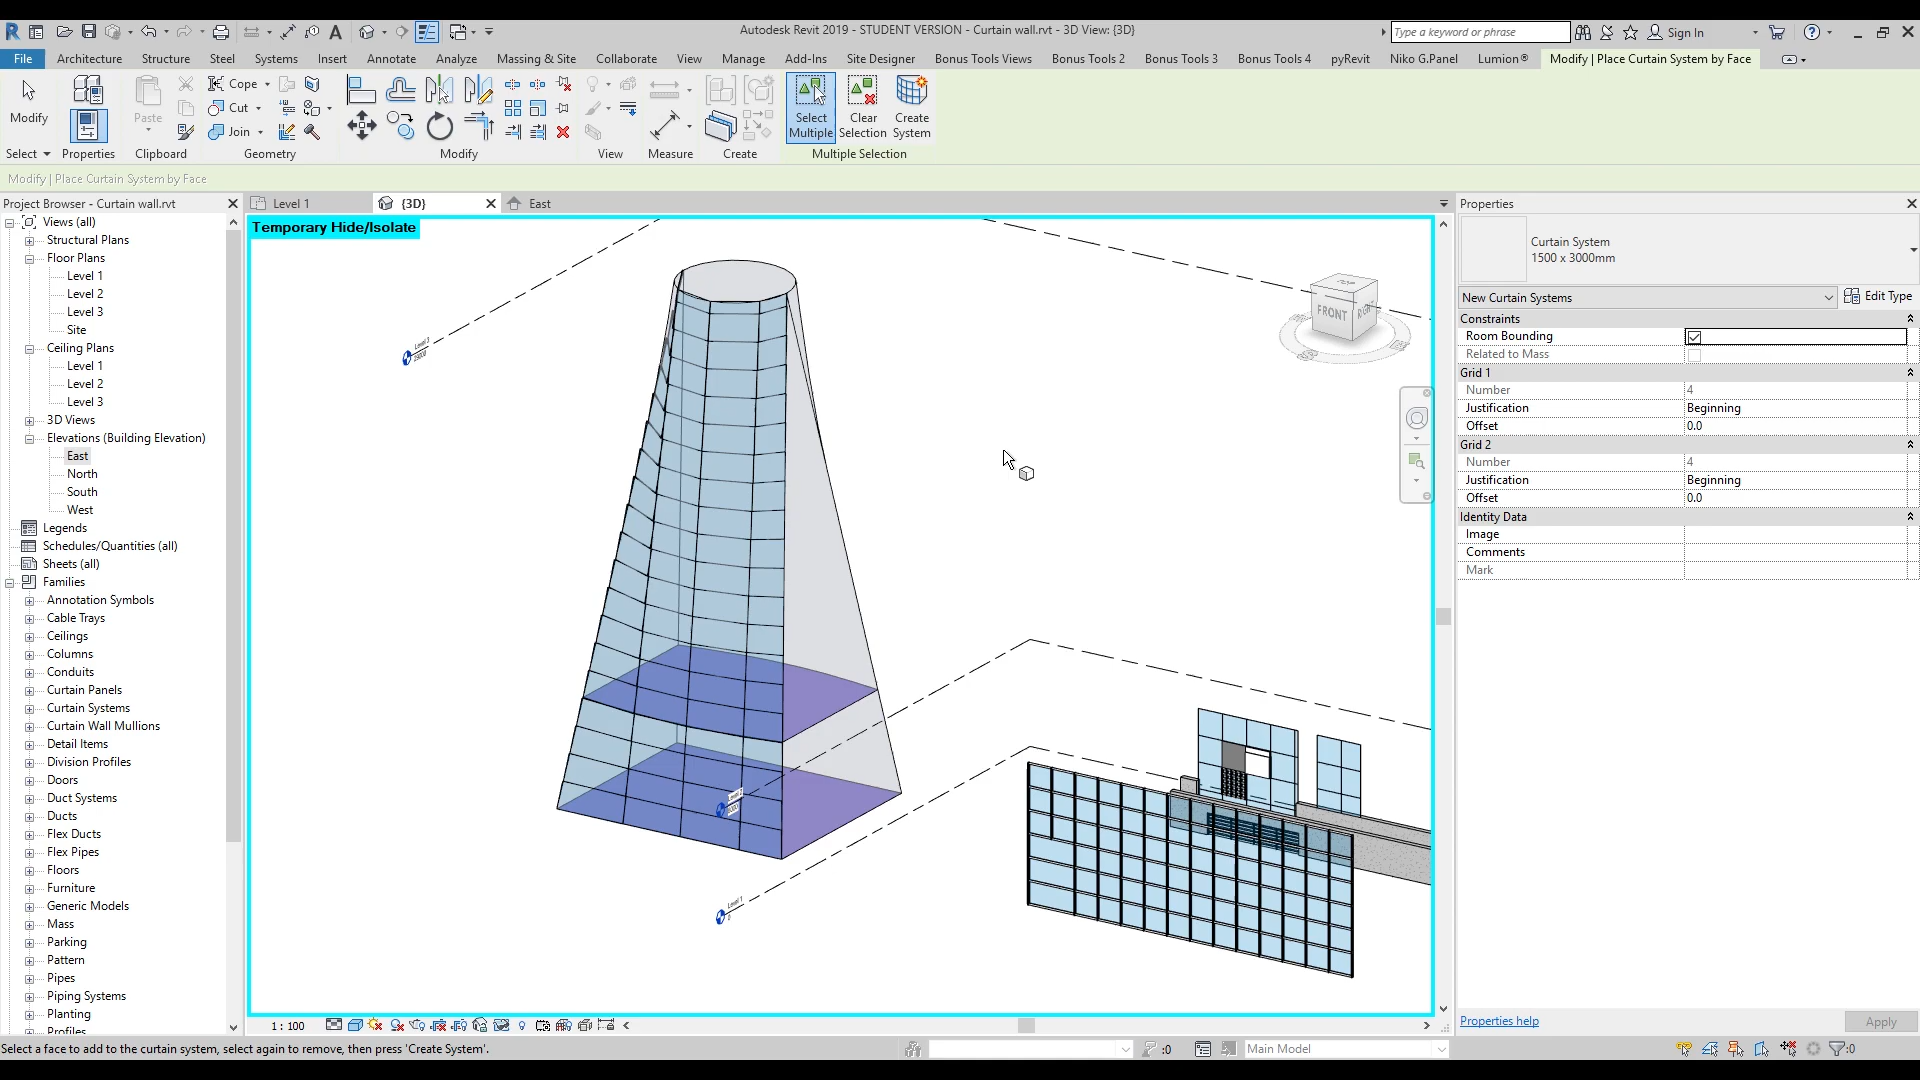 Autodesk Revit 2019 - STUDENT VERSION - Curtain wall.rvt - 3D View: {3D}
Type a keyword or phrase
Sign In
File Architecture Structure Steel Systems Insert Annotate Analyze Massing & Site Collaborate View Manage Add-Ins Site Designer Bonus Tools Views Bonus Tools 2 Bonus Tools 3 Bonus Tools 4 pyRevit Niko G.Panel Lumion® Modify | Place Curtain System by Face
Modify
Paste
Cope
Cut
Join
Select Multiple
Clear Selection
Create System
Select Properties Clipboard Geometry Modify View Measure Create Multiple Selection
Modify | Place Curtain System by Face
Project Browser - Curtain wall.rvt
Views (all)
Structural Plans
Floor Plans
Level 1
Level 2
Level 3
Site
Ceiling Plans
Level 1
Level 2
Level 3
3D Views
Elevations (Building Elevation)
East
North
South
West
Legends
Schedules/Quantities (all)
Sheets (all)
Families
Annotation Symbols
Cable Trays
Ceilings
Columns
Conduits
Curtain Panels
Curtain Systems
Curtain Wall Mullions
Detail Items
Division Profiles
Doors
Duct Systems
Ducts
Flex Ducts
Flex Pipes
Floors
Furniture
Generic Models
Mass
Parking
Pattern
Pipes
Piping Systems
Planting
Profiles
Level 1
{3D}
East
Temporary Hide/Isolate
Level 3
TOP
FRONT
RIGHT
Level 1
0
1 : 100
Properties
Curtain System
1500 x 3000mm
New Curtain Systems
Edit Type
Constraints
Room Bounding
Related to Mass
Grid 1
Number 4
Justification Beginning
Offset 0.0
Grid 2
Number 4
Justification Beginning
Offset 0.0
Identity Data
Image
Comments
Mark
Properties help
Apply
Select a face to add to the curtain system, select again to remove, then press 'Create System'.
:0
Main Model
:0